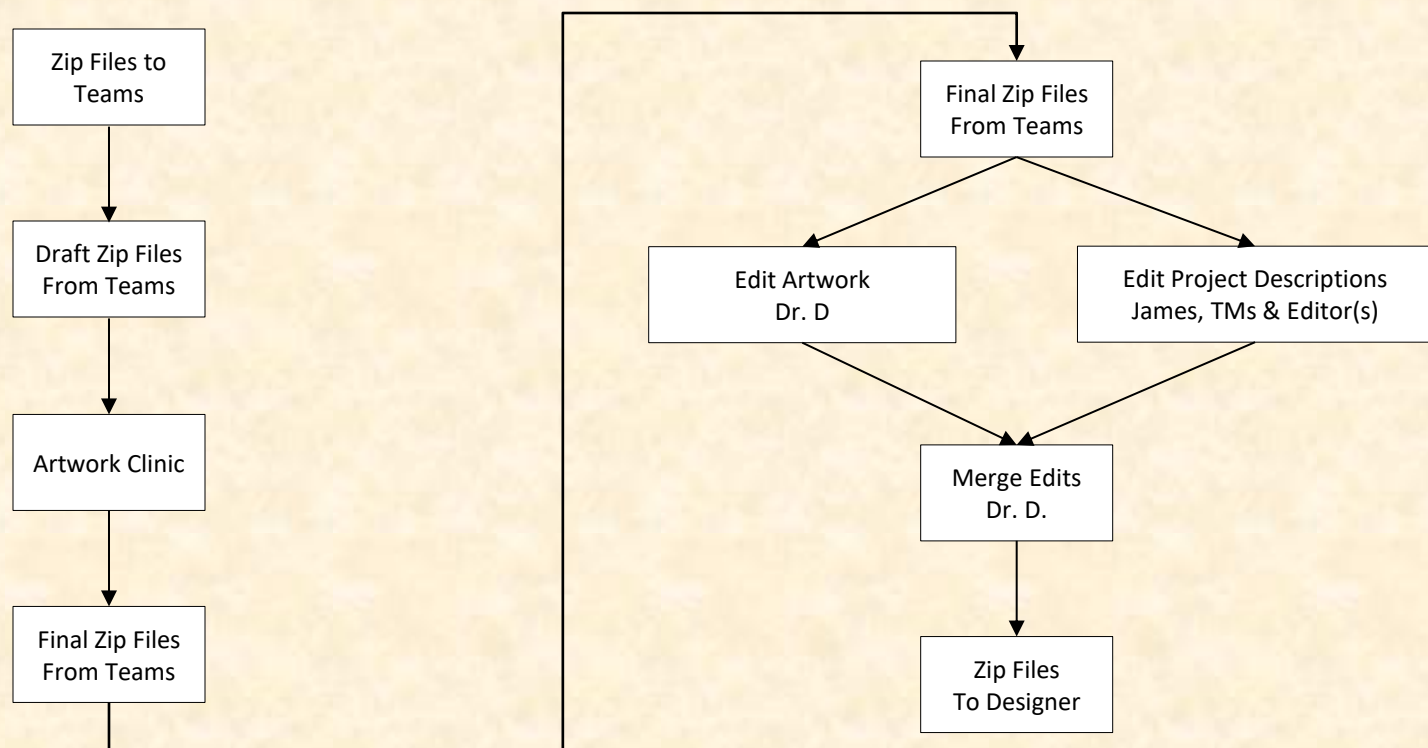 Zip Files to
Teams
Draft Zip Files
From Teams
Artwork Clinic
Final Zip Files
From Teams
Final Zip Files
From Teams
Edit Artwork
Dr. D
Edit Project Descriptions
James, TMs & Editor(s)
Merge Edits
Dr. D.
Zip Files
To Designer